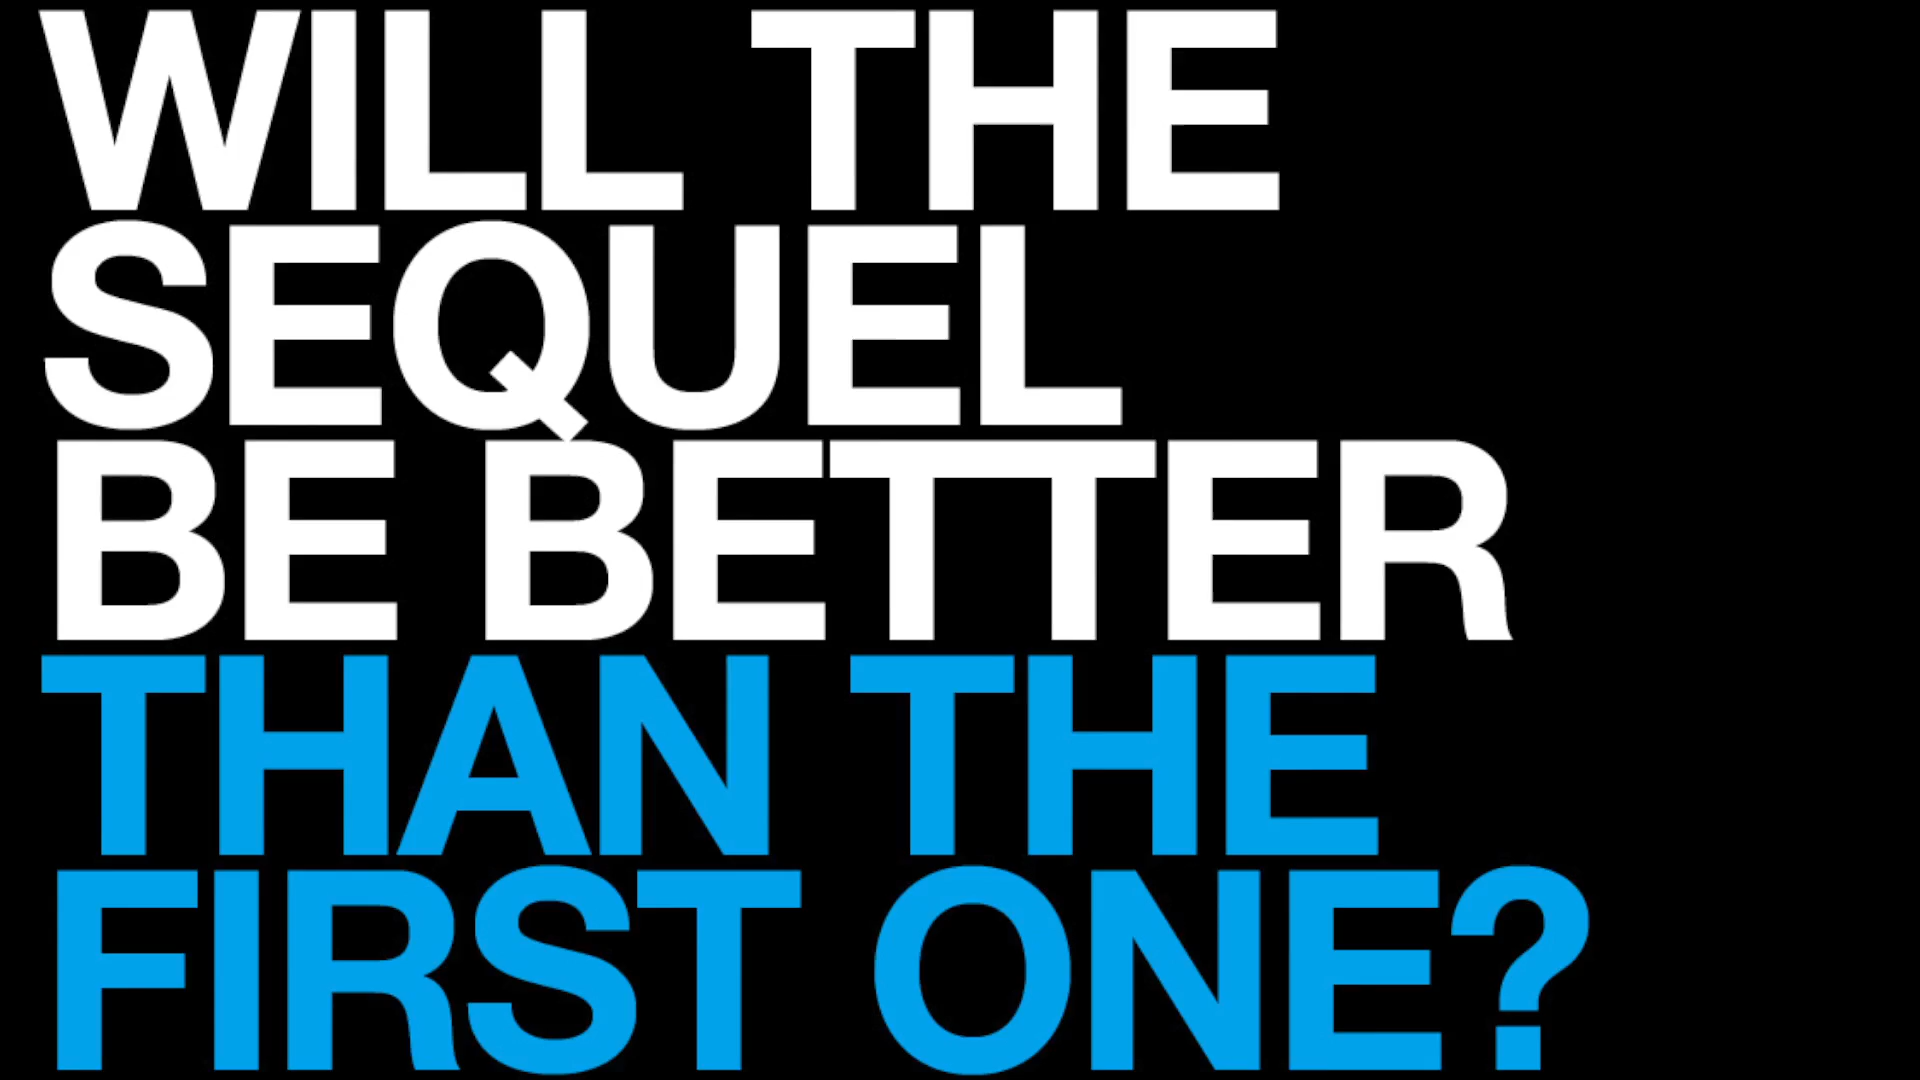 WILL THE
SEQUEL
BE BETTER
THAN THE
FIRST ONE?